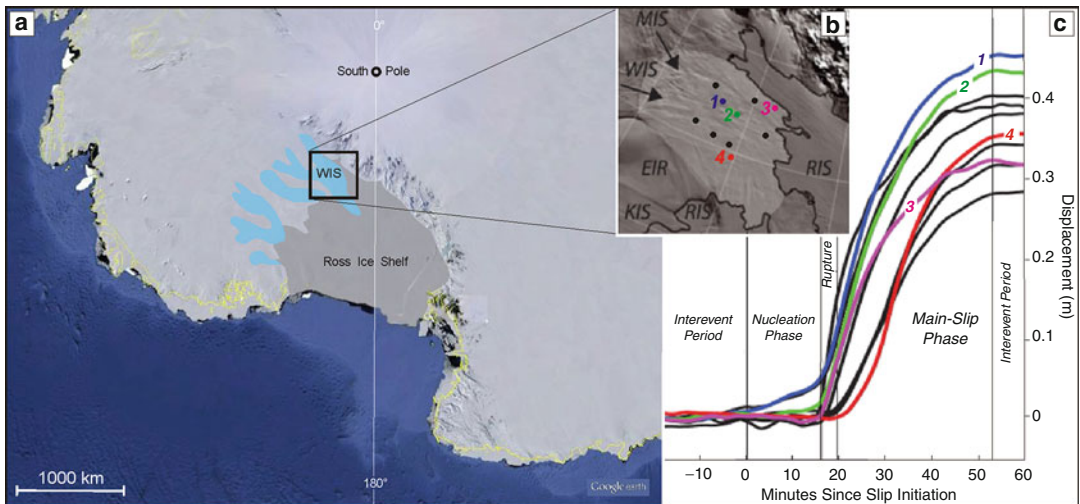 a
0°
South Pole
WIS
Ross Ice Shelf
1000 km
180°
Google earth
b
MIS
WIS
1
2
3
4
EIR
RIS
KIS
RIS
c
1
2
4
3
0.4
0.3
0.2
0.1
0
Displacement (m)
Rupture
Interevent Period
Nucleation Phase
Main-Slip Phase
Interevent Period
–10
0
10
20
30
40
50
60
Minutes Since Slip Initiation